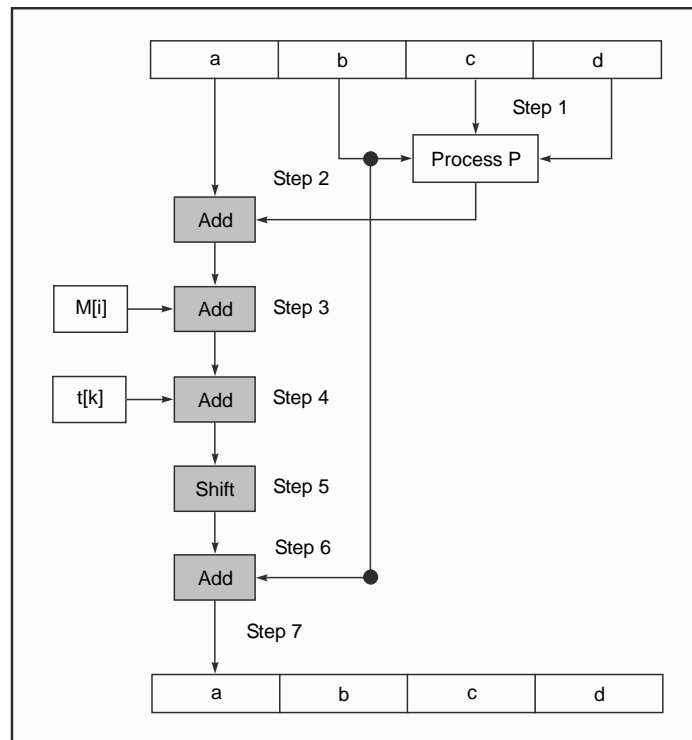 a b c d
Step 1
Process P
Step 2
Add
M[i] Add Step 3
t[k] Add Step 4
Shift Step 5
Step 6
Add
Step 7
a b c d